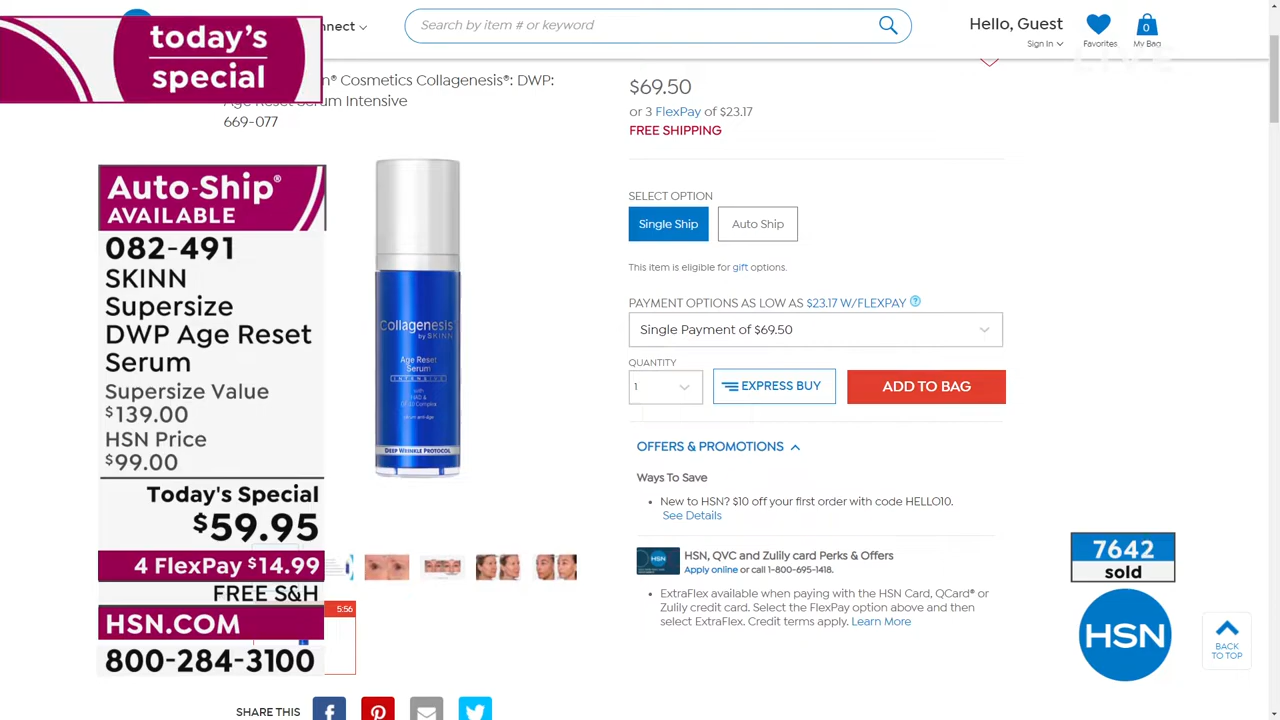 today's
special
nnect
Search by item # or keyword
Hello, Guest
Sign In
Favorites
0
My Bag
LIVE
n® Cosmetics Collagenesis®: DWP:
Age Reset Serum Intensive
669-077
$69.50
or 3 FlexPay of $23.17
FREE SHIPPING
SELECT OPTION
Single Ship
Auto Ship
This item is eligible for gift options.
PAYMENT OPTIONS AS LOW AS $23.17 W/FLEXPAY ?
Single Payment of $69.50
QUANTITY
1
EXPRESS BUY
ADD TO BAG
OFFERS & PROMOTIONS
Ways To Save
• New to HSN? $10 off your first order with code HELLO10.
See Details
HSN
HSN, QVC and Zulily card Perks & Offers
Apply online or call 1-800-695-1418.
• ExtraFlex available when paying with the HSN Card, QCard® or
Zulily credit card. Select the FlexPay option above and then
select ExtraFlex. Credit terms apply. Learn More
Auto-Ship®
AVAILABLE
082-491
SKINN
Supersize
DWP Age Reset
Serum
Supersize Value
$139.00
HSN Price
$99.00
Today's Special
$59.95
4 FlexPay $14.99
FREE S&H
HSN.COM
800-284-3100
5:56
Collagenesis
by SKINN
Age Reset
Serum
INTENSIVE
with
DEEP WRINKLE PROTOCOL
7642
sold
HSN
BACK
TO TOP
SHARE THIS